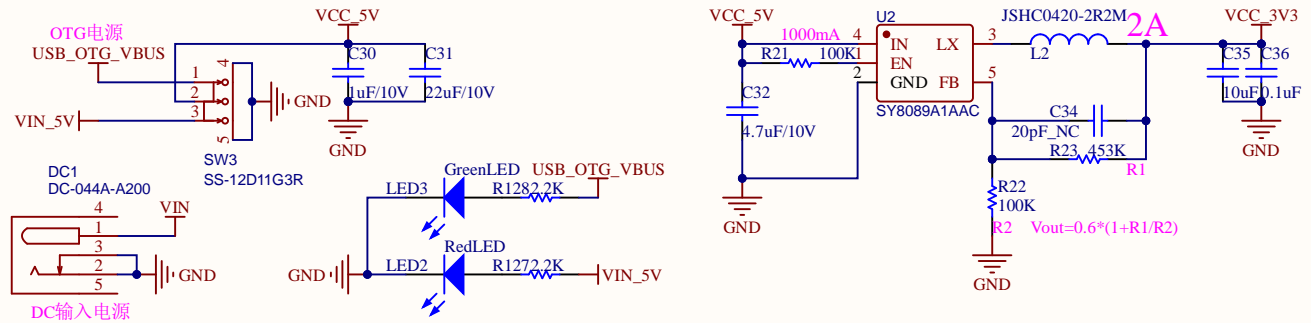 OTG电源
USB_OTG_VBUS
VCC_5V
C30
C31
1uF/10V
22uF/10V
GND
1
2
3
4
5
GND
VIN_5V
SW3
SS-12D11G3R
DC1
DC-044A-A200
VIN
4
1
3
2
5
GND
DC输入电源
GreenLED
USB_OTG_VBUS
LED3
R128
2.2K
RedLED
LED2
R127
2.2K
GND
VIN_5V
VCC_5V
U2
JSHC0420-2R2M
2A
VCC_3V3
1000mA
4
IN
LX
3
L2
R21
100K
1
EN
2
GND
FB
5
SY8089A1AAC
C32
4.7uF/10V
GND
C35
C36
10uF
0.1uF
GND
C34
20pF_NC
R23
453K
R1
R22
100K
R2
Vout=0.6*(1+R1/R2)
GND